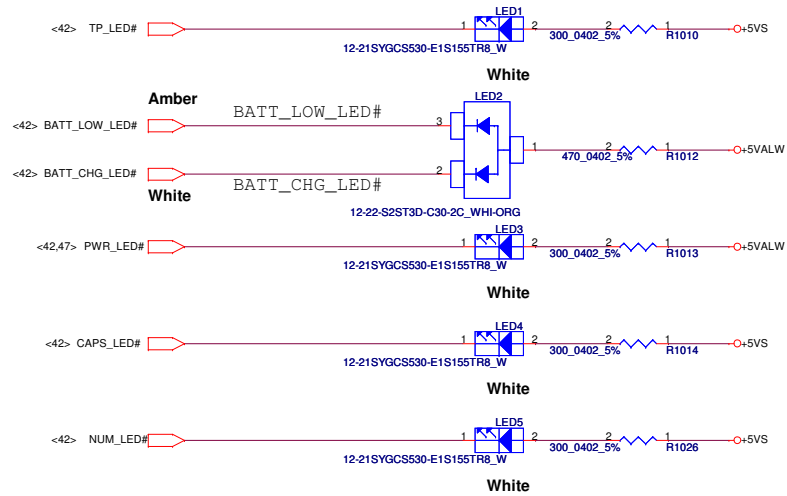 LED1
<42> TP_LED# 1 2 2 1 +5VS
12-21SYGCS530-E1S155TR8_W 300_0402_5% R1010
White
LED2
Amber
BATT_LOW_LED#
<42> BATT_LOW_LED# 3
1 2 1 +5VALW
470_0402_5% R1012
<42> BATT_CHG_LED# 2
BATT_CHG_LED#
White
12-22-S2ST3D-C30-2C_WHI-ORG
LED3
<42,47> PWR_LED# 1 2 2 1 +5VALW
12-21SYGCS530-E1S155TR8_W 300_0402_5% R1013
White
LED4
<42> CAPS_LED# 1 2 2 1 +5VS
12-21SYGCS530-E1S155TR8_W 300_0402_5% R1014
White
LED5
<42> NUM_LED# 1 2 2 1 +5VS
12-21SYGCS530-E1S155TR8_W 300_0402_5% R1026
White